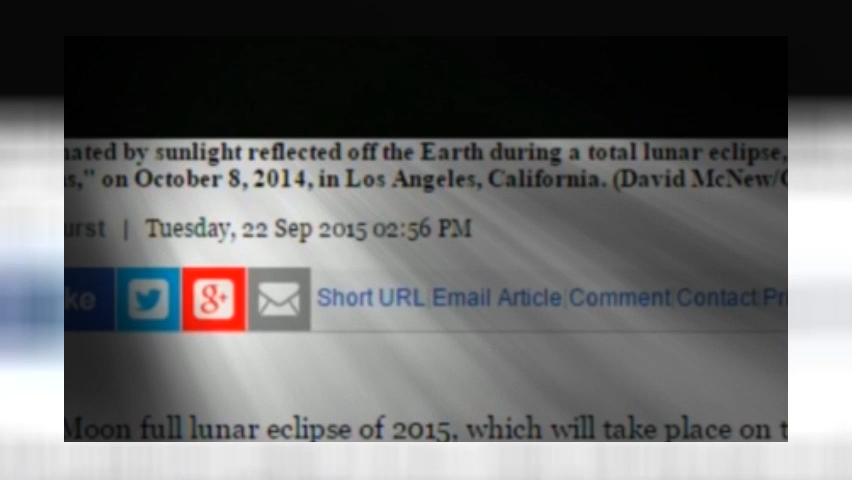 nated by sunlight reflected off the Earth during a total lunar eclipse,
s," on October 8, 2014, in Los Angeles, California. (David McNew/
urst | Tuesday, 22 Sep 2015 02:56 PM
ke g+ Short URL|Email Article|Comment|Contact|Pr
Moon full lunar eclipse of 2015, which will take place on t